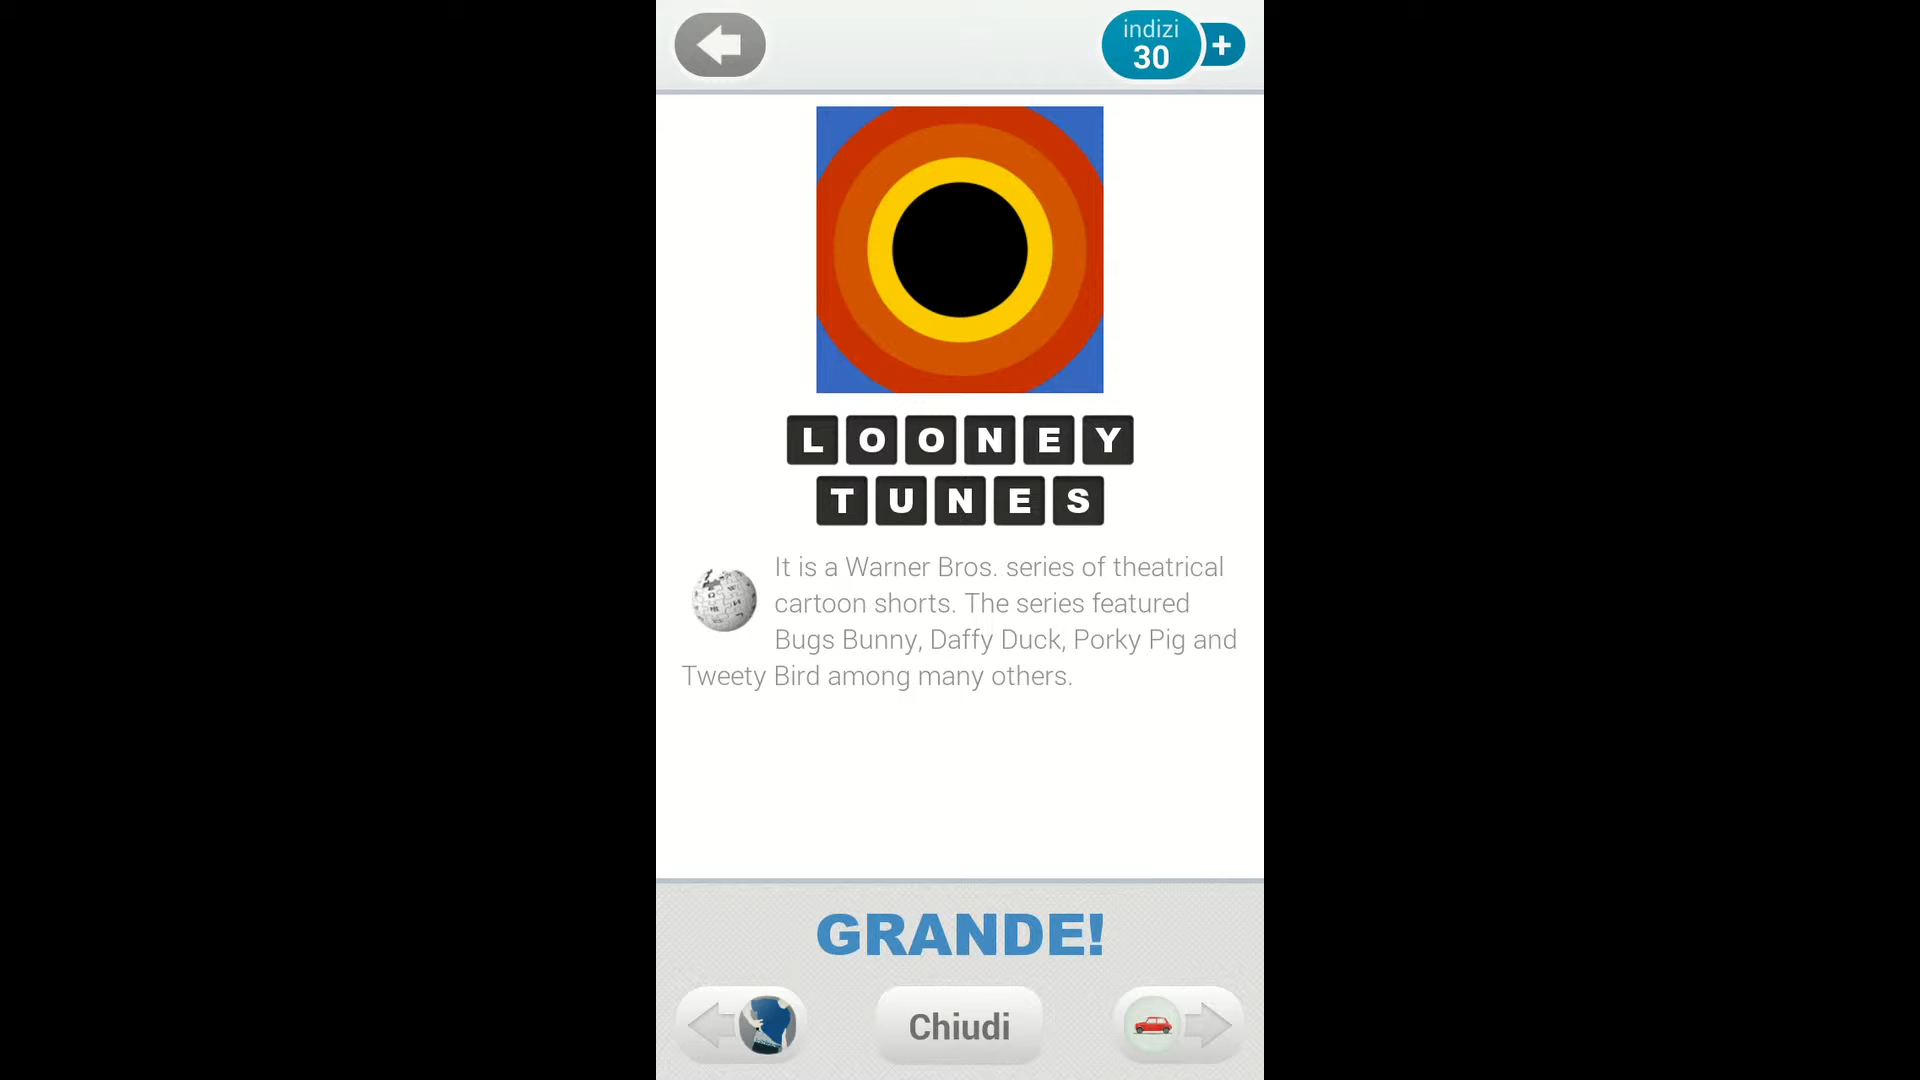 indizi
30
+
LOONEY
TUNES
It is a Warner Bros. series of theatrical
cartoon shorts. The series featured
Bugs Bunny, Daffy Duck, Porky Pig and
Tweety Bird among many others.
GRANDE!
Chiudi